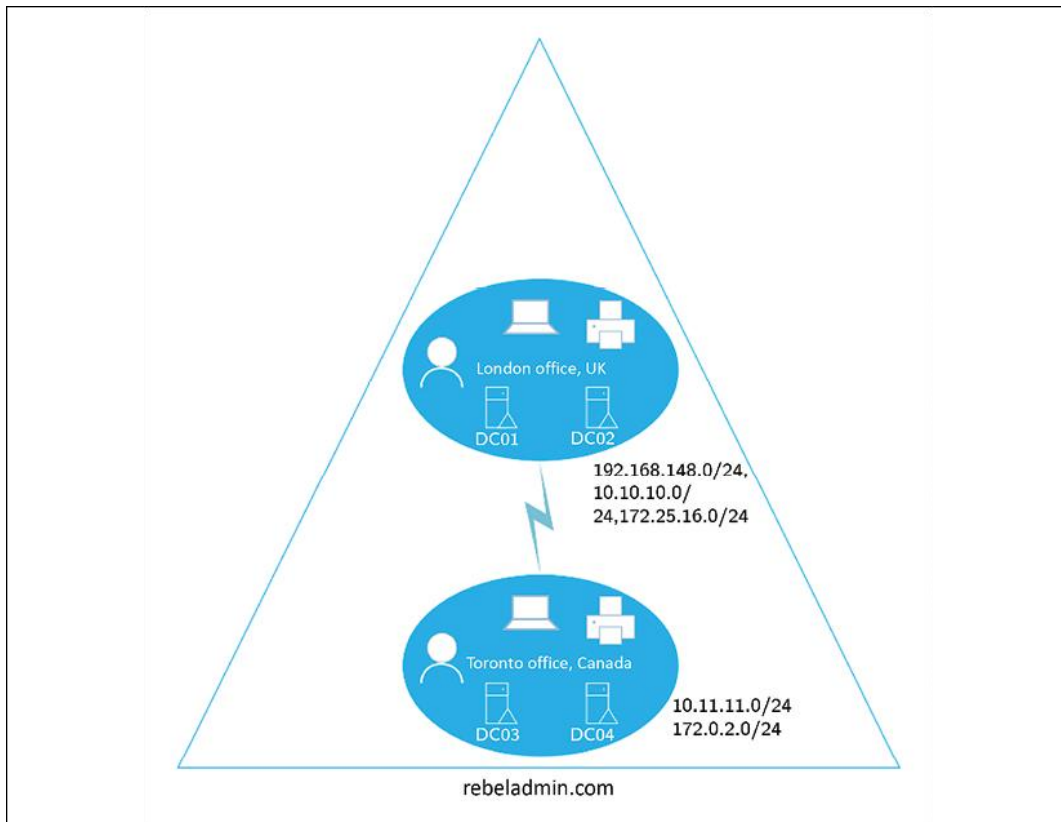 London office, UK
DC01
DC02
192.168.148.0/24,
10.10.10.0/
24,172.25.16.0/24
Toronto office, Canada
DC03
DC04
10.11.11.0/24
172.0.2.0/24
rebeladmin.com